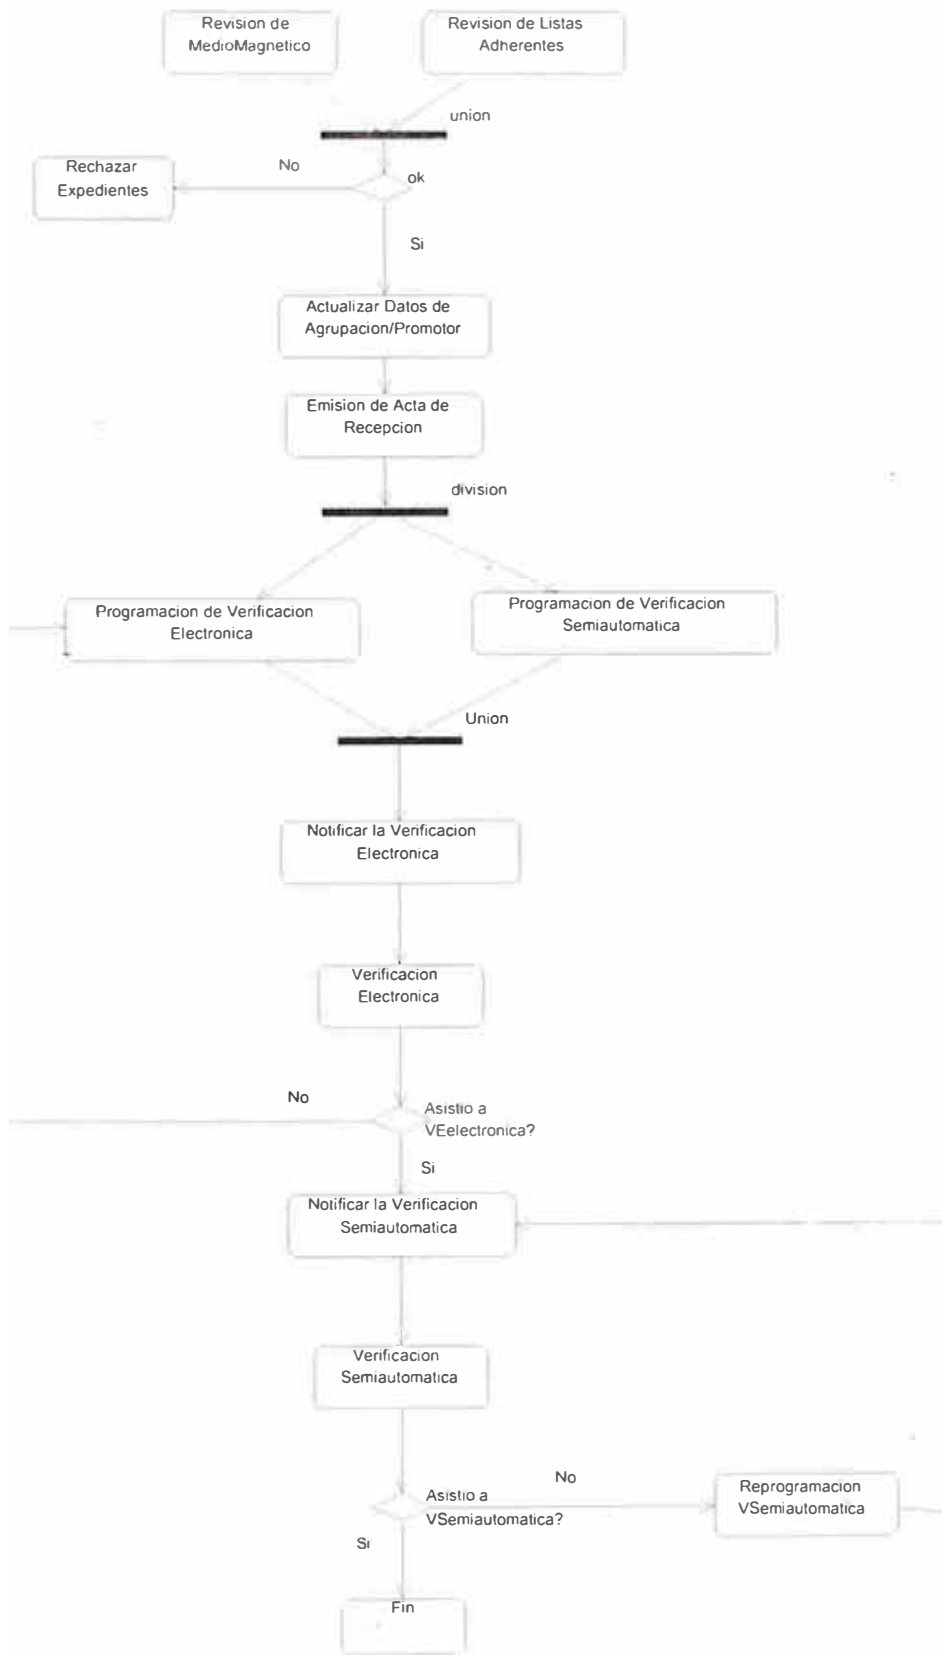 Revision de
MedioMagnetico
Revision de Listas
Adherentes
union
No
ok
Rechazar
Expedientes
Si
Actualizar Datos de
Agrupacion/Promotor
Emision de Acta de
Recepcion
division
Programacion de Verificacion
Electronica
Programacion de Verificacion
Semiautomatica
Union
Notificar la Verificacion
Electronica
Verificacion
Electronica
No
Asistio a
VEelectronica?
Si
Notificar la Verificacion
Semiautomatica
Verificacion
Semiautomatica
No
Asistio a
VSemiautomatica?
Reprogramacion
VSemiautomatica
Si
Fin